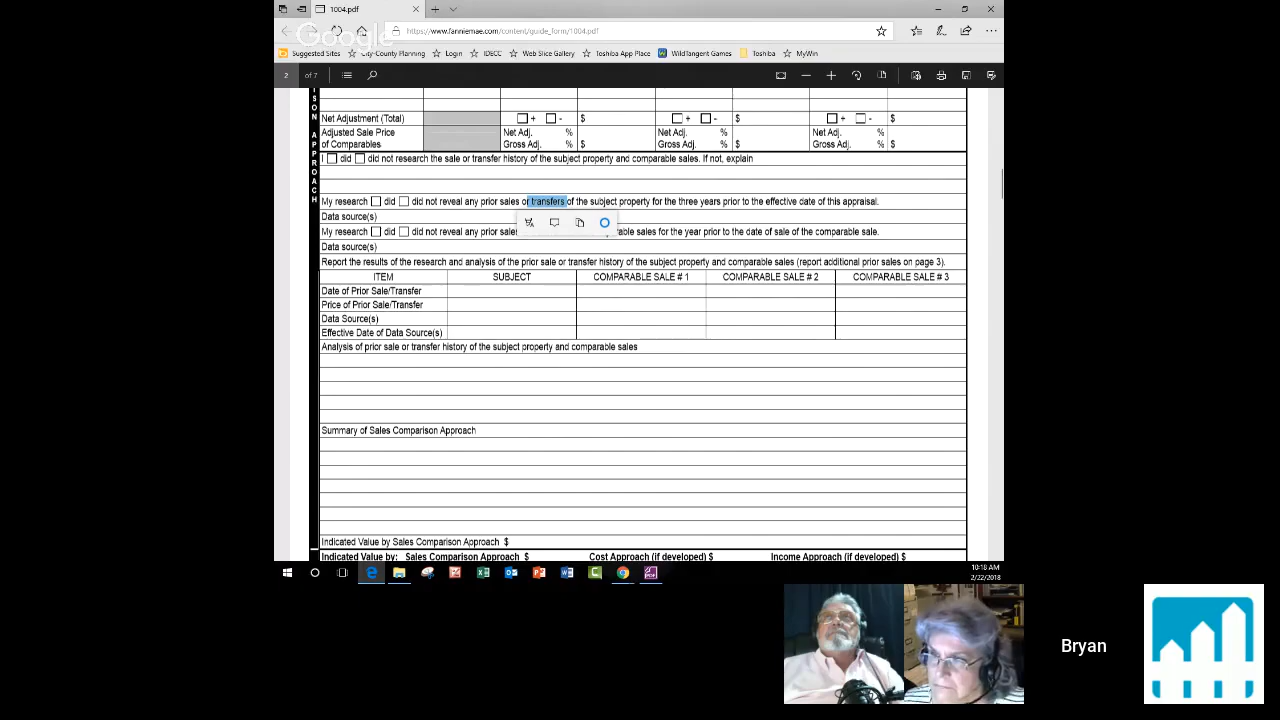 1004.pdf
Google
https://www.fanniemae.com/content/guide_form/1004.pdf
Suggested Sites City-County Planning Login IDECC Web Slice Gallery Toshiba App Place WildTangent Games Toshiba MyWin
2 of 7
ISON APPROACH
Net Adjustment (Total) + - $ + - $ + - $
Adjusted Sale Price Net Adj. % Net Adj. % Net Adj. %
of Comparables Gross Adj. % $ Gross Adj. % $ Gross Adj. % $
I did did not research the sale or transfer history of the subject property and comparable sales. If not, explain
My research did did not reveal any prior sales or transfers of the subject property for the three years prior to the effective date of this appraisal.
Data source(s)
My research did did not reveal any prior sales rable sales for the year prior to the date of sale of the comparable sale.
Data source(s)
Report the results of the research and analysis of the prior sale or transfer history of the subject property and comparable sales (report additional prior sales on page 3).
ITEM SUBJECT COMPARABLE SALE # 1 COMPARABLE SALE # 2 COMPARABLE SALE # 3
Date of Prior Sale/Transfer
Price of Prior Sale/Transfer
Data Source(s)
Effective Date of Data Source(s)
Analysis of prior sale or transfer history of the subject property and comparable sales
Summary of Sales Comparison Approach
Indicated Value by Sales Comparison Approach $
Indicated Value by: Sales Comparison Approach $ Cost Approach (if developed) $ Income Approach (if developed) $
10:18 AM
2/22/2018
Bryan